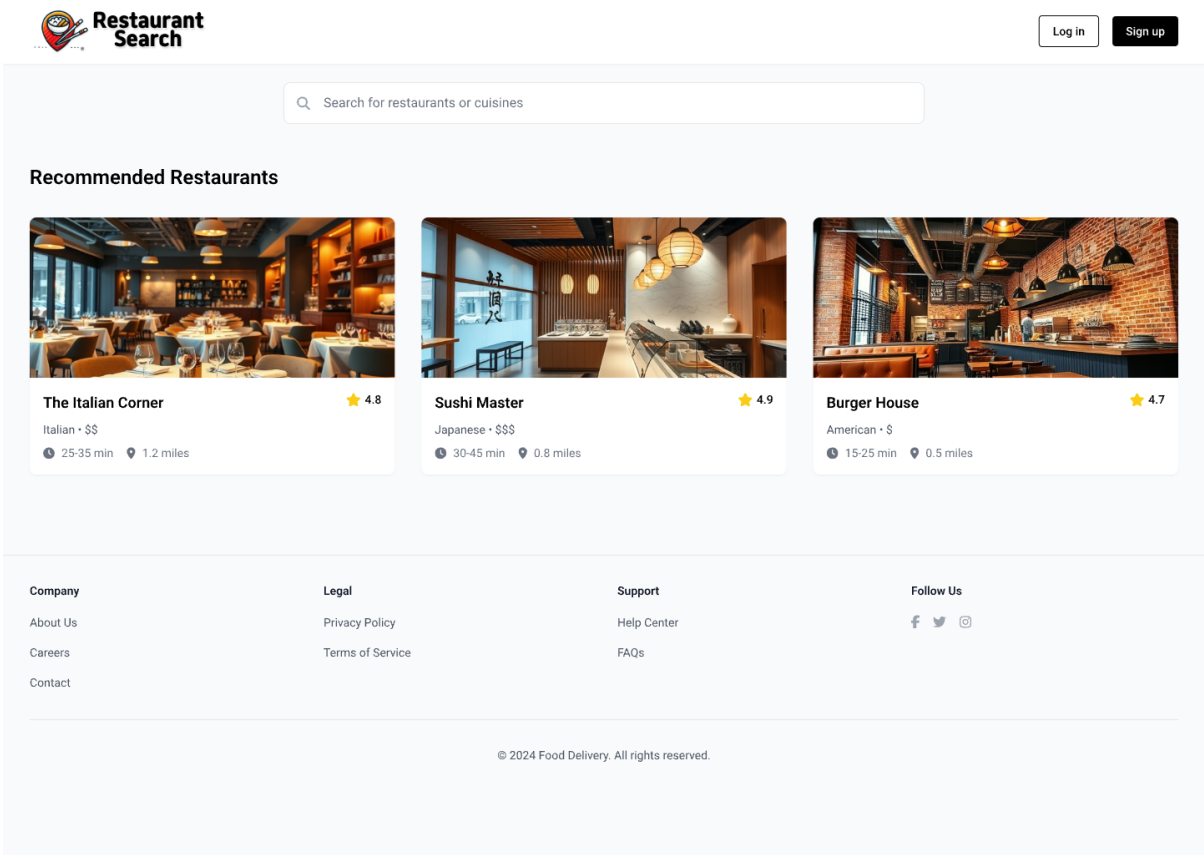 Restaurant
Search
Log in
Sign up
Search for restaurants or cuisines
Recommended Restaurants
The Italian Corner
4.8
Italian • $$
25-35 min
1.2 miles
Sushi Master
4.9
Japanese • $$$
30-45 min
0.8 miles
Burger House
4.7
American • $
15-25 min
0.5 miles
Company
About Us
Careers
Contact
Legal
Privacy Policy
Terms of Service
Support
Help Center
FAQs
Follow Us
© 2024 Food Delivery. All rights reserved.